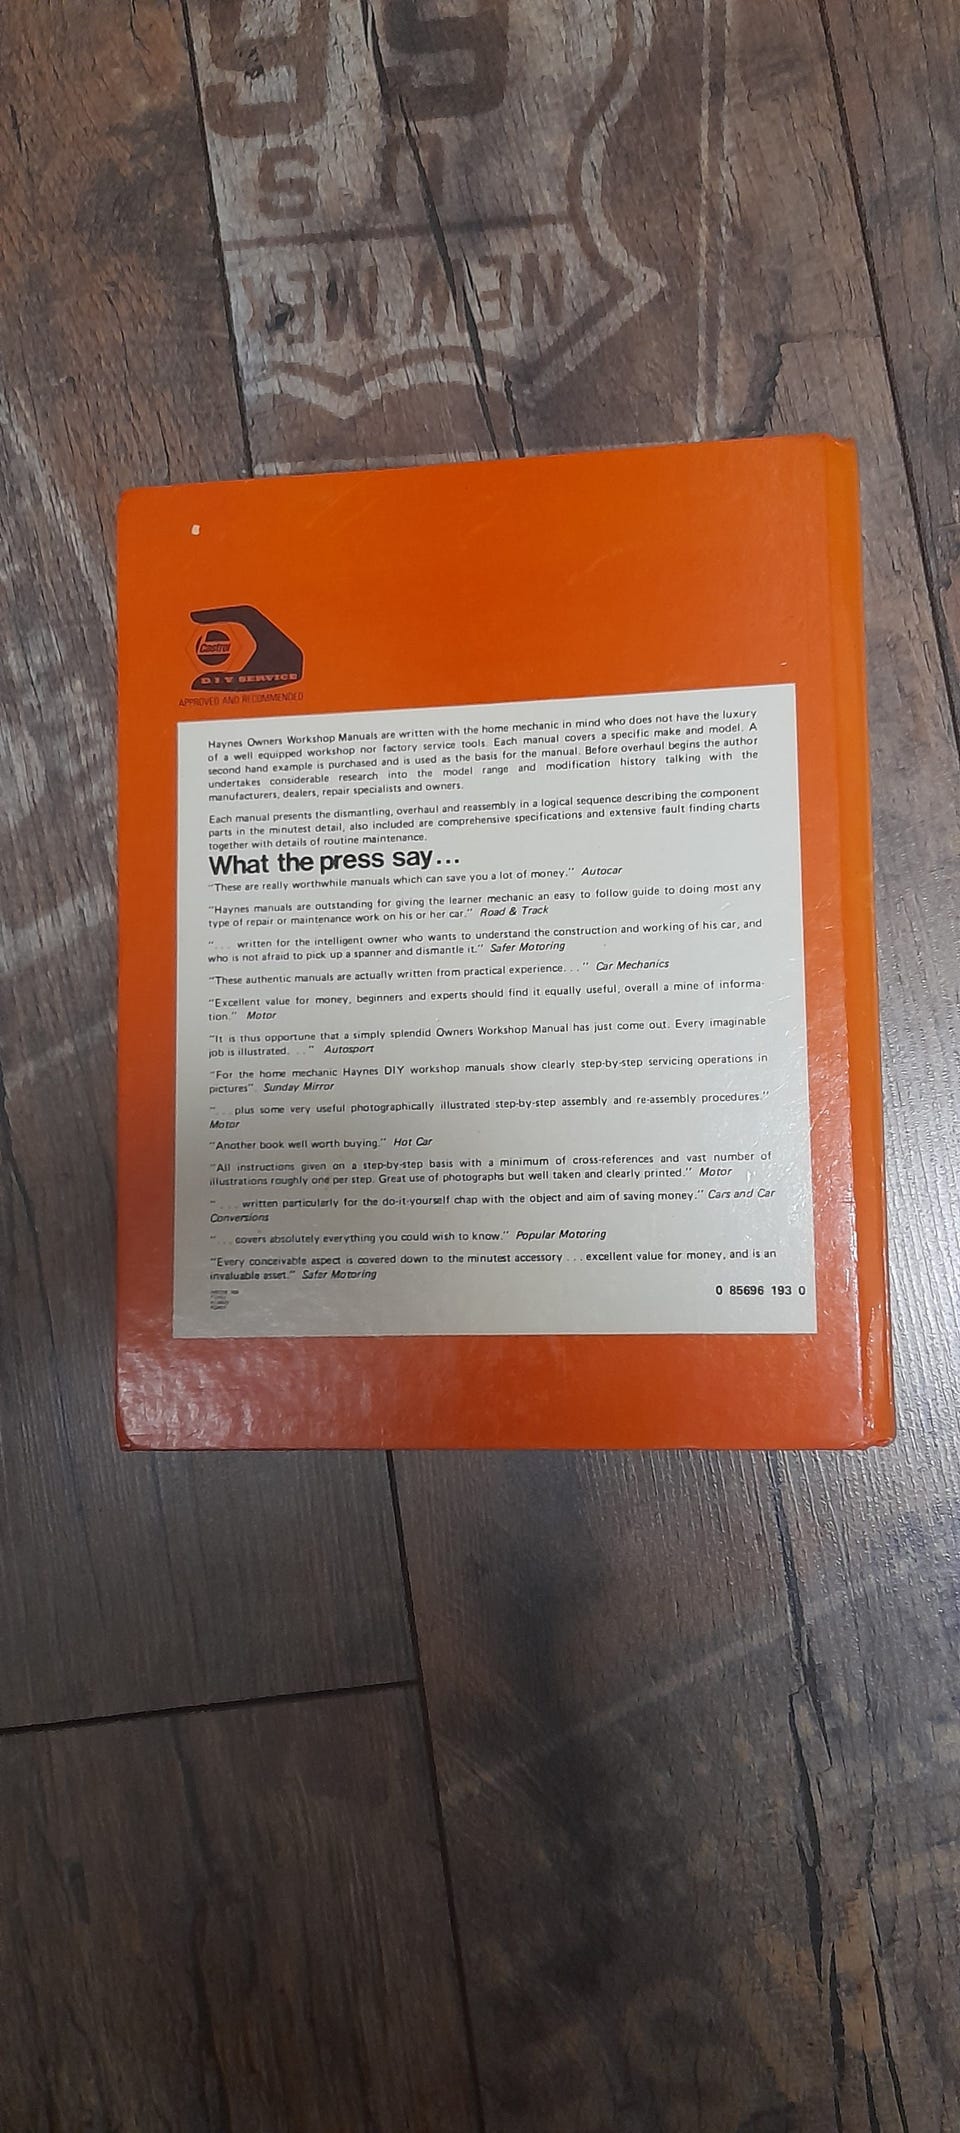 66
U S
NEW MEX
Castrol
D.I.Y SERVICE
APPROVED AND RECOMMENDED
Haynes Owners Workshop Manuals are written with the home mechanic in mind who does not have the luxury
of a well equipped workshop nor factory service tools. Each manual covers a specific make and model. A
second hand example is purchased and is used as the basis for the manual. Before overhaul begins the author
undertakes considerable research into the model range and modification history talking with the
manufacturers, dealers, repair specialists and owners.
Each manual presents the dismantling, overhaul and reassembly in a logical sequence describing the component
parts in the minutest detail, also included are comprehensive specifications and extensive fault finding charts
together with details of routine maintenance.
What the press say...
"These are really worthwhile manuals which can save you a lot of money." Autocar
"Haynes manuals are outstanding for giving the learner mechanic an easy to follow guide to doing most any
type of repair or maintenance work on his or her car." Road & Track
"... written for the intelligent owner who wants to understand the construction and working of his car, and
who is not afraid to pick up a spanner and dismantle it." Safer Motoring
"These authentic manuals are actually written from practical experience..." Car Mechanics
"Excellent value for money, beginners and experts should find it equally useful, overall a mine of informa-
tion." Motor
"It is thus opportune that a simply splendid Owners Workshop Manual has just come out. Every imaginable
job is illustrated. . ." Autosport
"For the home mechanic Haynes DIY workshop manuals show clearly step-by-step servicing operations in
pictures". Sunday Mirror
"...plus some very useful photographically illustrated step-by-step assembly and re-assembly procedures."
Motor
"Another book well worth buying." Hot Car
"All instructions given on a step-by-step basis with a minimum of cross-references and vast number of
illustrations roughly one per step. Great use of photographs but well taken and clearly printed." Motor
"... written particularly for the do-it-yourself chap with the object and aim of saving money." Cars and Car
Conversions
"...covers absolutely everything you could wish to know." Popular Motoring
"Every conceivable aspect is covered down to the minutest accessory ...excellent value for money, and is an
invaluable asset." Safer Motoring
0 85696 193 0